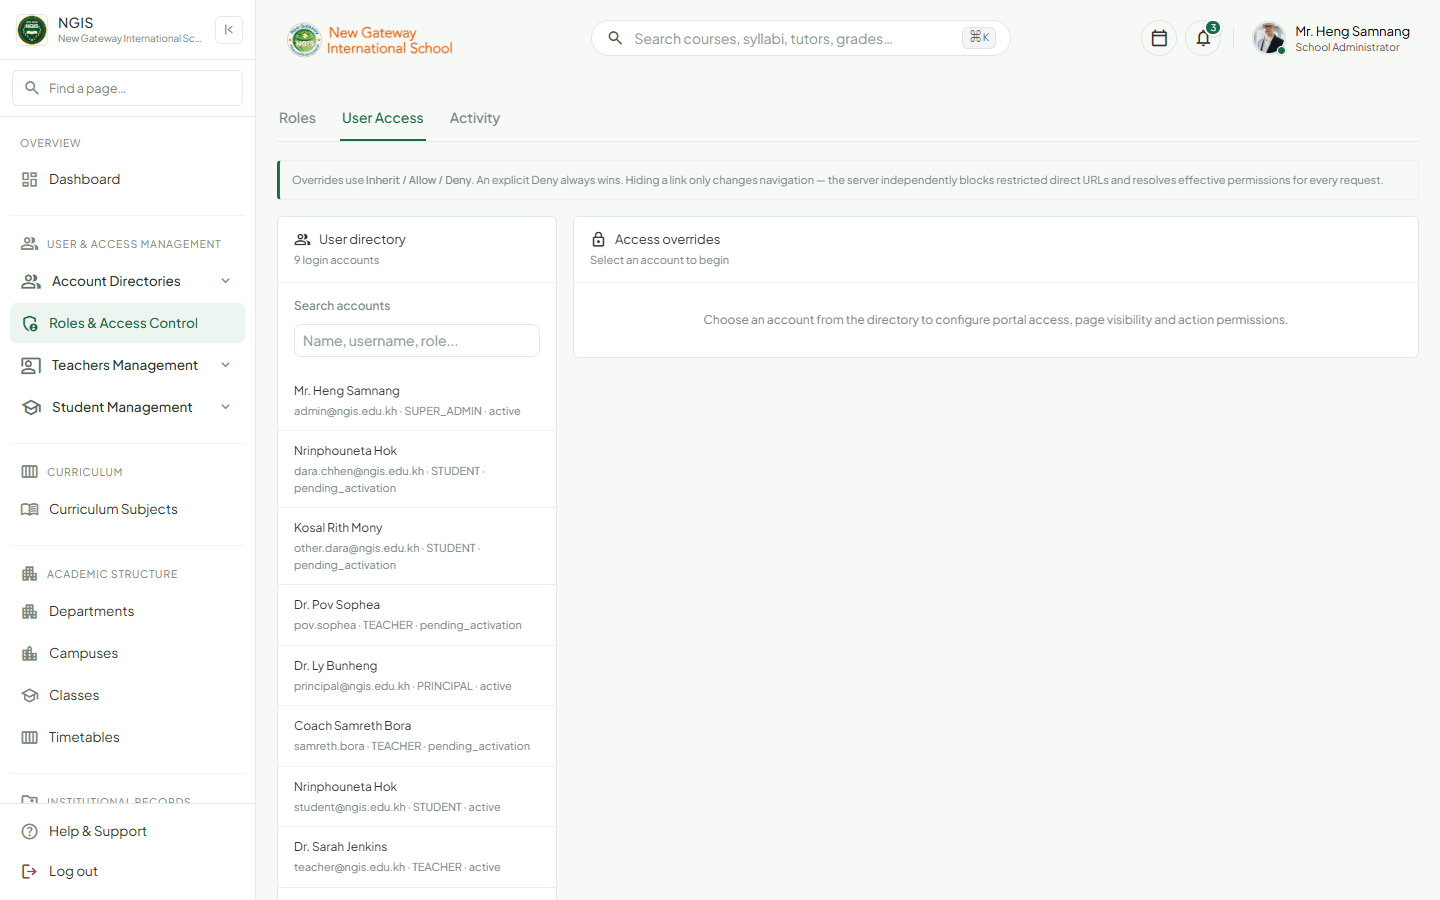 NGIS
New Gateway International Sc...
Find a page...
OVERVIEW
Dashboard
USER & ACCESS MANAGEMENT
Account Directories
Roles & Access Control
Teachers Management
Student Management
CURRICULUM
Curriculum Subjects
ACADEMIC STRUCTURE
Departments
Campuses
Classes
Timetables
INSTITUTIONAL RECORDS
Help & Support
Log out
New Gateway
International School
Search courses, syllabi, tutors, grades...
⌘K
3
Mr. Heng Samnang
School Administrator
Roles
User Access
Activity
Overrides use Inherit / Allow / Deny. An explicit Deny always wins. Hiding a link only changes navigation — the server independently blocks restricted direct URLs and resolves effective permissions for every request.
User directory
9 login accounts
Search accounts
Name, username, role...
Mr. Heng Samnang
admin@ngis.edu.kh · SUPER_ADMIN · active
Nrinphouneta Hok
dara.chhen@ngis.edu.kh · STUDENT ·
pending_activation
Kosal Rith Mony
other.dara@ngis.edu.kh · STUDENT ·
pending_activation
Dr. Pov Sophea
pov.sophea · TEACHER · pending_activation
Dr. Ly Bunheng
principal@ngis.edu.kh · PRINCIPAL · active
Coach Samreth Bora
samreth.bora · TEACHER · pending_activation
Nrinphouneta Hok
student@ngis.edu.kh · STUDENT · active
Dr. Sarah Jenkins
teacher@ngis.edu.kh · TEACHER · active
Access overrides
Select an account to begin
Choose an account from the directory to configure portal access, page visibility and action permissions.